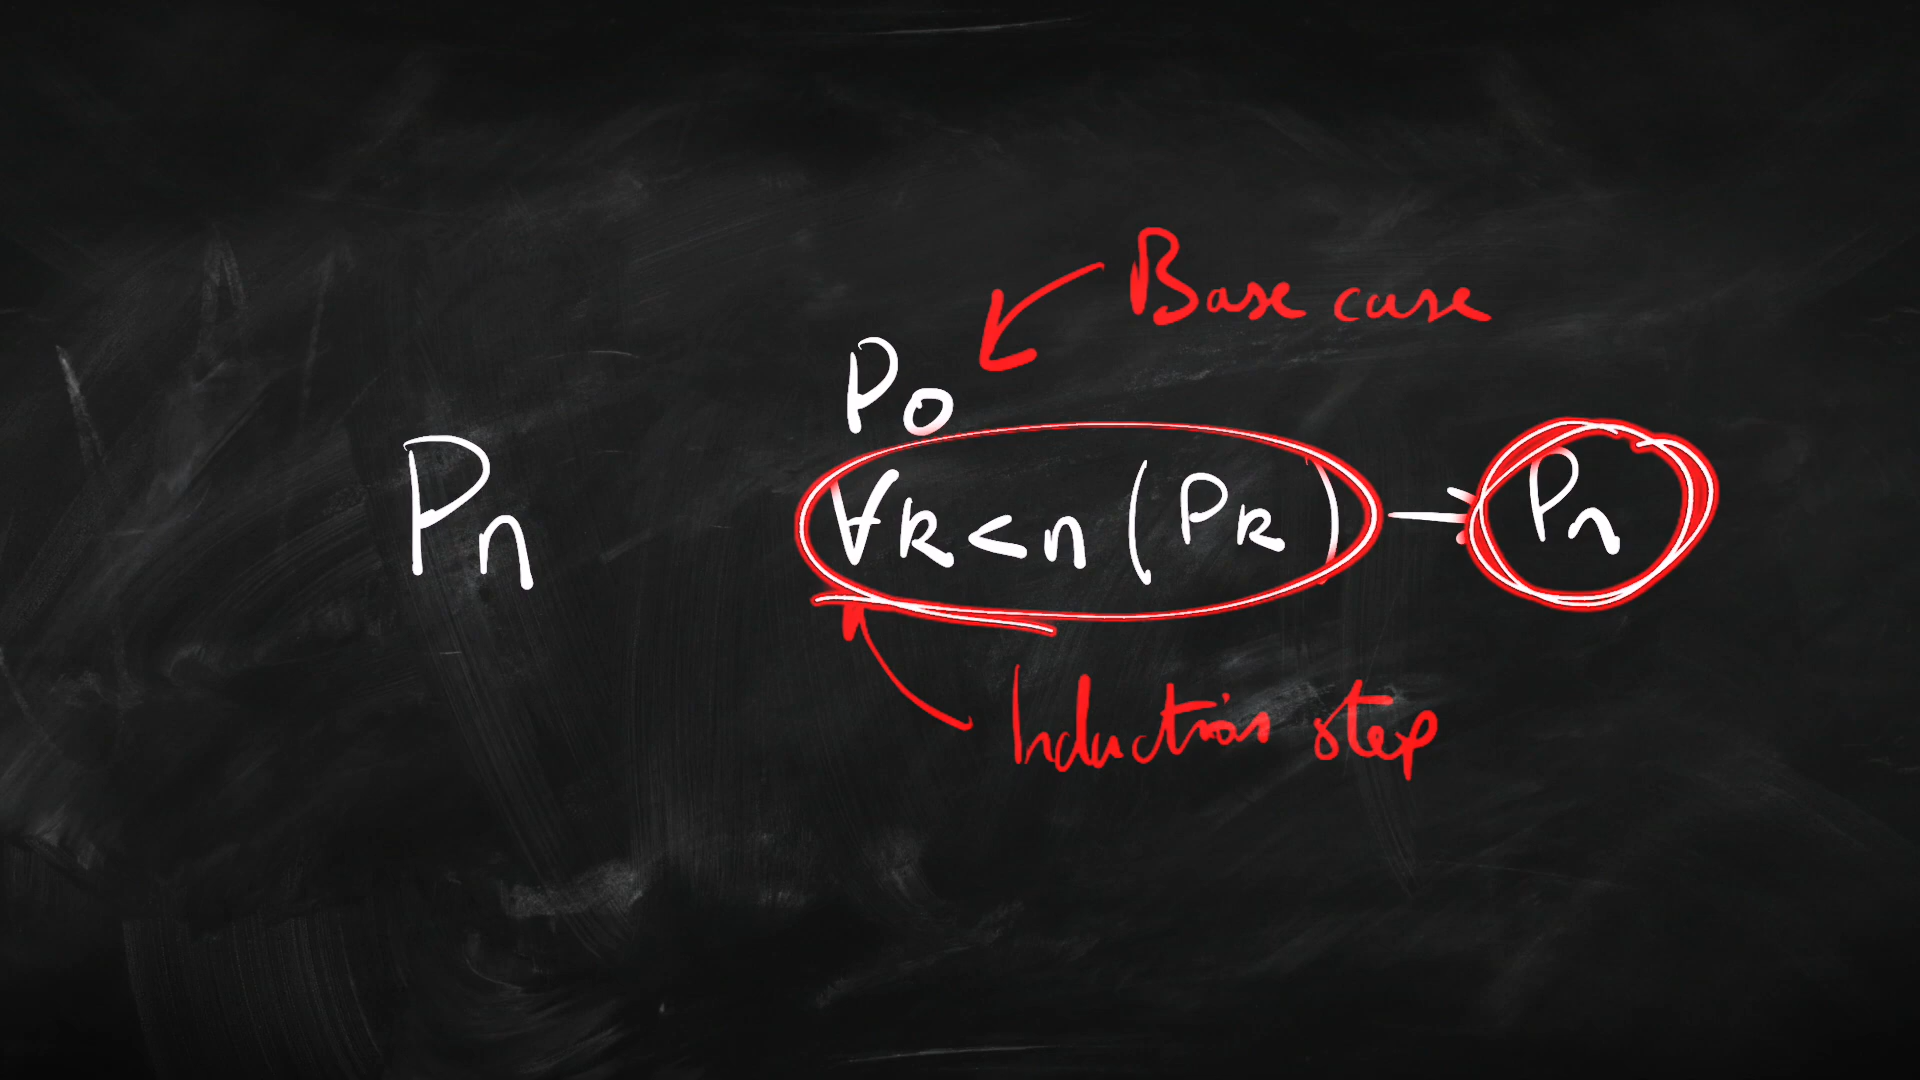 Base case
P0
Pn
∀k<n (Pk) → Pn
Induction step